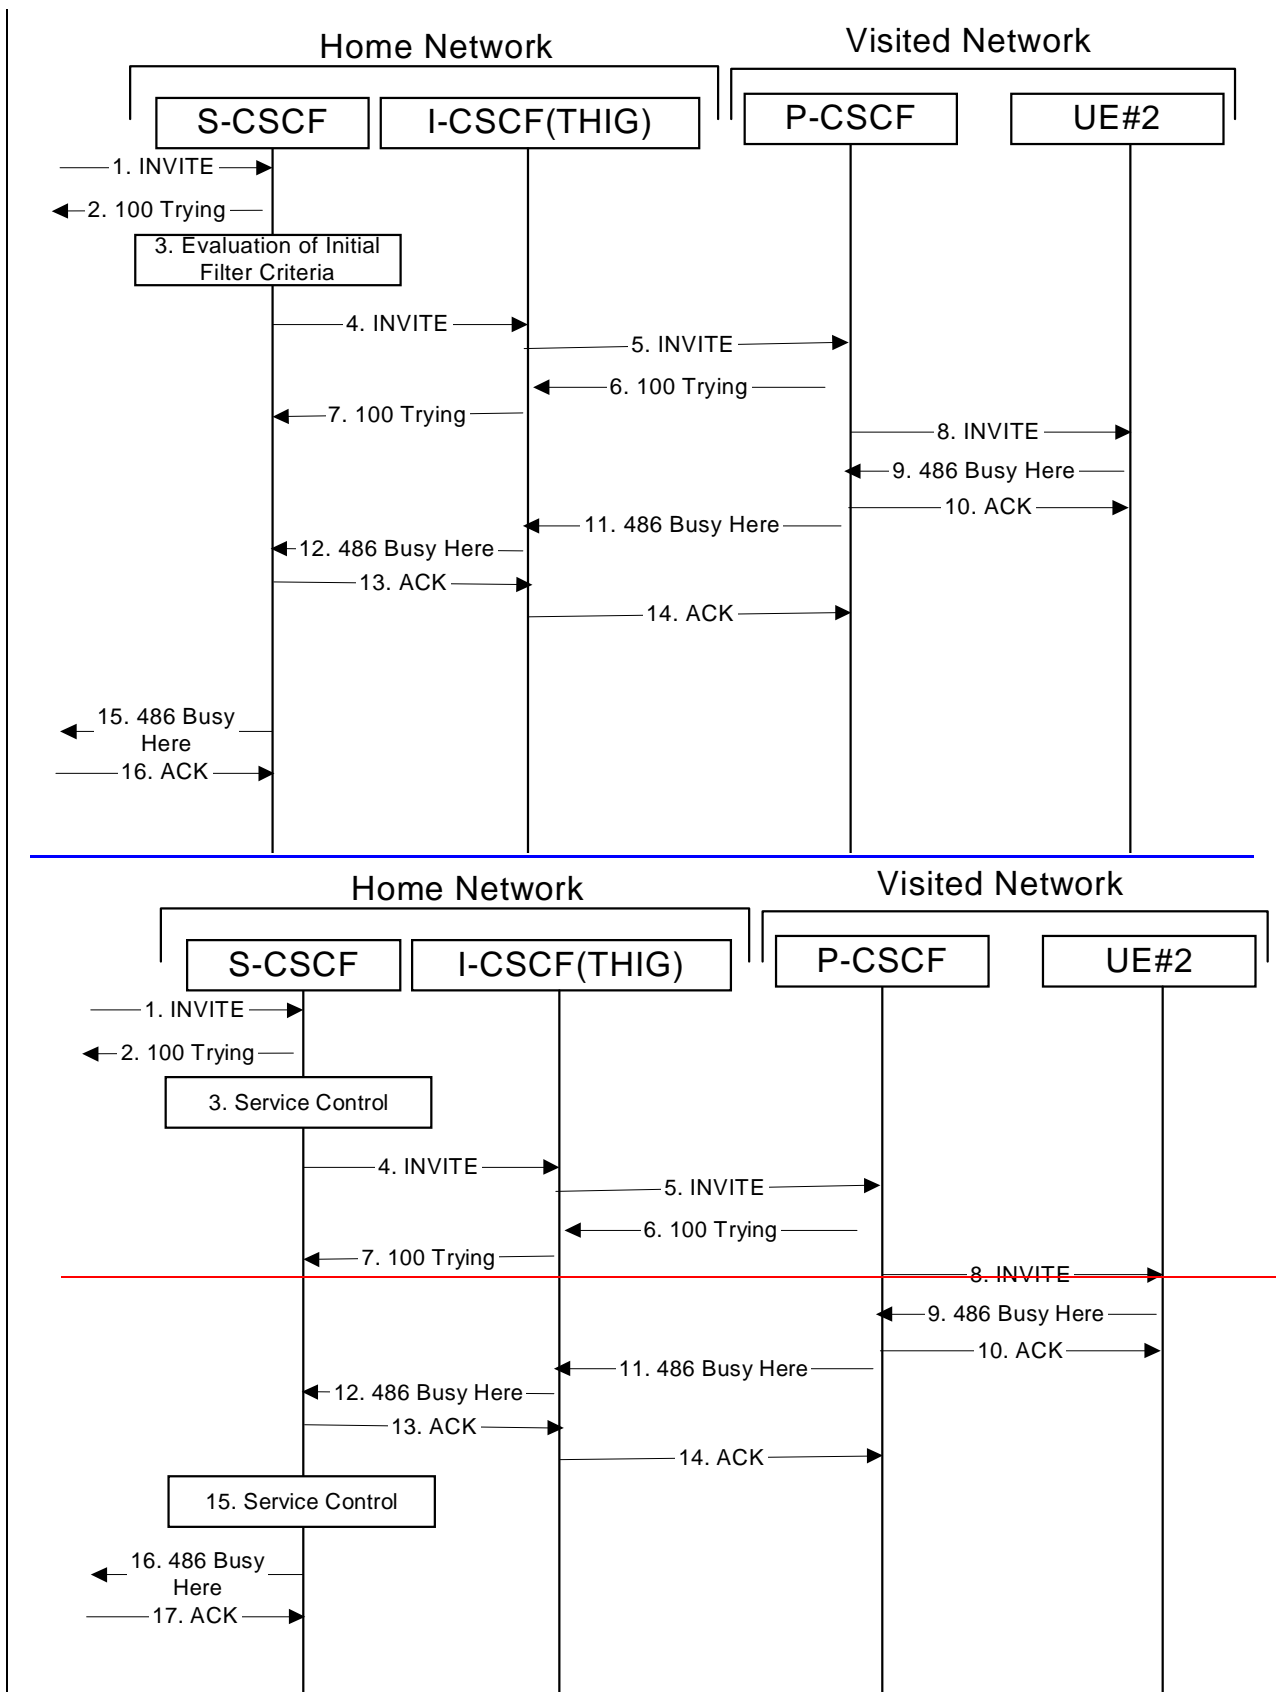 Home Network
Visited Network
S-CSCF
I-CSCF(THIG)
P-CSCF
UE#2
1. INVITE
2. 100 Trying
3. Evaluation of Initial
Filter Criteria
4. INVITE
5. INVITE
6. 100 Trying
7. 100 Trying
8. INVITE
9. 486 Busy Here
10. ACK
11. 486 Busy Here
12. 486 Busy Here
13. ACK
14. ACK
15. 486 Busy
Here
16. ACK
Home Network
Visited Network
S-CSCF
I-CSCF(THIG)
P-CSCF
UE#2
1. INVITE
2. 100 Trying
3. Service Control
4. INVITE
5. INVITE
6. 100 Trying
7. 100 Trying
8. INVITE
9. 486 Busy Here
10. ACK
11. 486 Busy Here
12. 486 Busy Here
13. ACK
14. ACK
15. Service Control
16. 486 Busy
Here
17. ACK